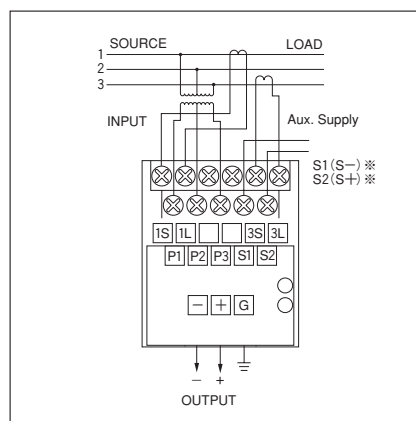 SOURCE LOAD
1
2
3
INPUT
Aux. Supply
S1(S−)※
S2(S+)※
1S 1L 3S 3L
P1 P2 P3 S1 S2
− + G
− +
OUTPUT